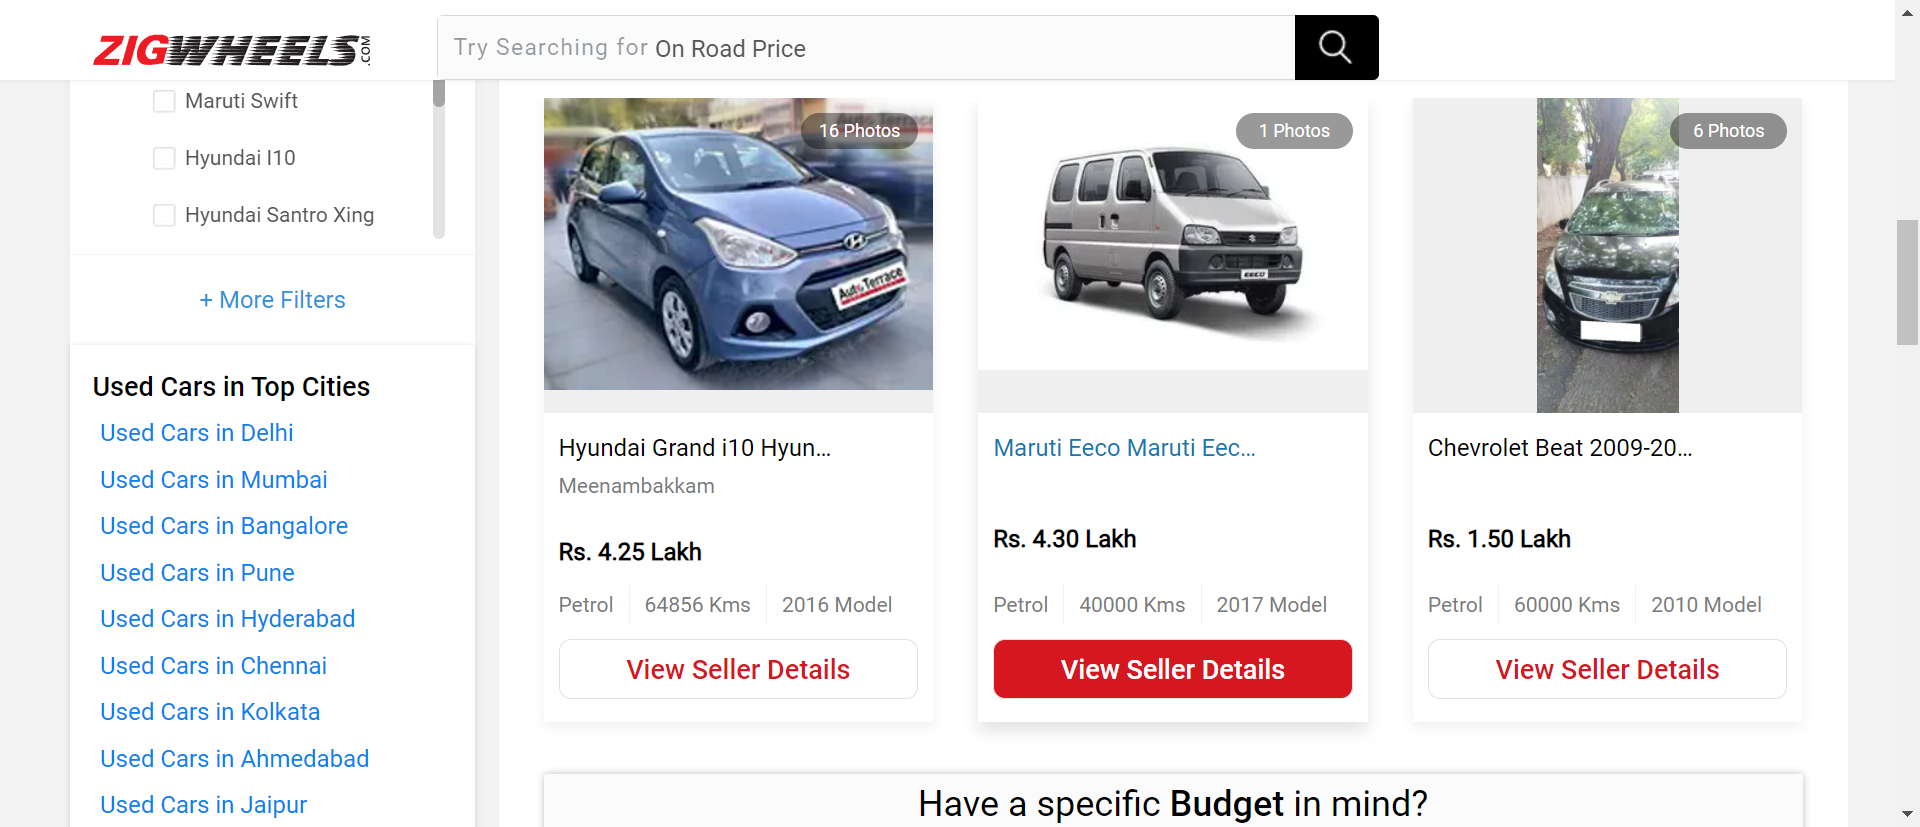 ZIGWHEELS.COM
Try Searching for On Road Price
Maruti Swift
Hyundai I10
Hyundai Santro Xing
+ More Filters
Used Cars in Top Cities
Used Cars in Delhi
Used Cars in Mumbai
Used Cars in Bangalore
Used Cars in Pune
Used Cars in Hyderabad
Used Cars in Chennai
Used Cars in Kolkata
Used Cars in Ahmedabad
Used Cars in Jaipur
16 Photos
Auto Terrace
Hyundai Grand i10 Hyun...
Meenambakkam
Rs. 4.25 Lakh
Petrol 64856 Kms 2016 Model
View Seller Details
1 Photos
EECO
Maruti Eeco Maruti Eec...
Rs. 4.30 Lakh
Petrol 40000 Kms 2017 Model
View Seller Details
6 Photos
Chevrolet Beat 2009-20...
Rs. 1.50 Lakh
Petrol 60000 Kms 2010 Model
View Seller Details
Have a specific Budget in mind?